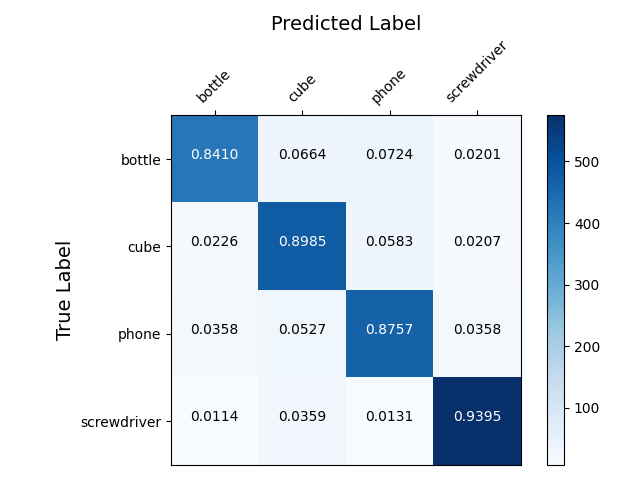 Predicted Label
bottle cube phone screwdriver
True Label
bottle 0.8410 0.0664 0.0724 0.0201
cube 0.0226 0.8985 0.0583 0.0207
phone 0.0358 0.0527 0.8757 0.0358
screwdriver 0.0114 0.0359 0.0131 0.9395
500
400
300
200
100